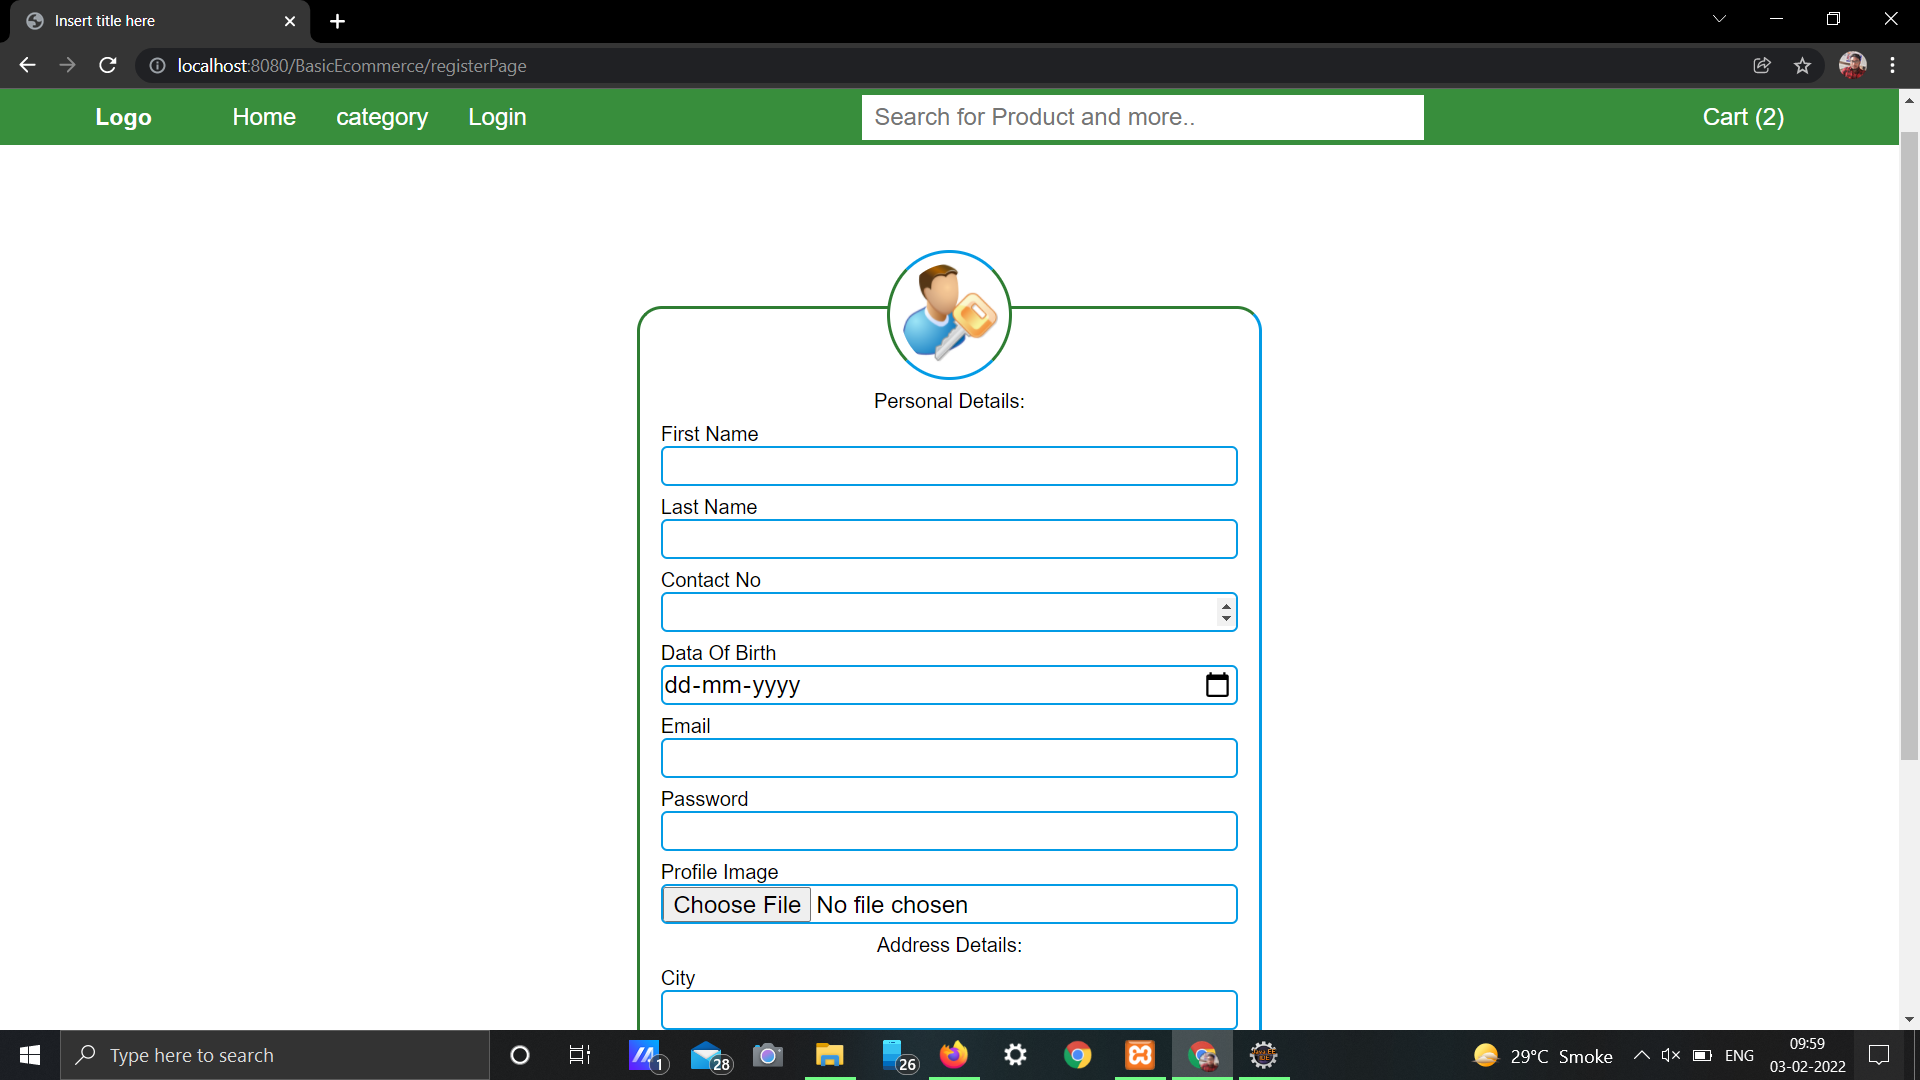 Insert title here
localhost:8080/BasicEcommerce/registerPage
Logo Home category Login Search for Product and more.. Cart (2)
Personal Details:
First Name
Last Name
Contact No
Data Of Birth
dd-mm-yyyy
Email
Password
Profile Image
Choose File No file chosen
Address Details:
City
Type here to search 1 28 26 29°C Smoke ENG 09:59
03-02-2022